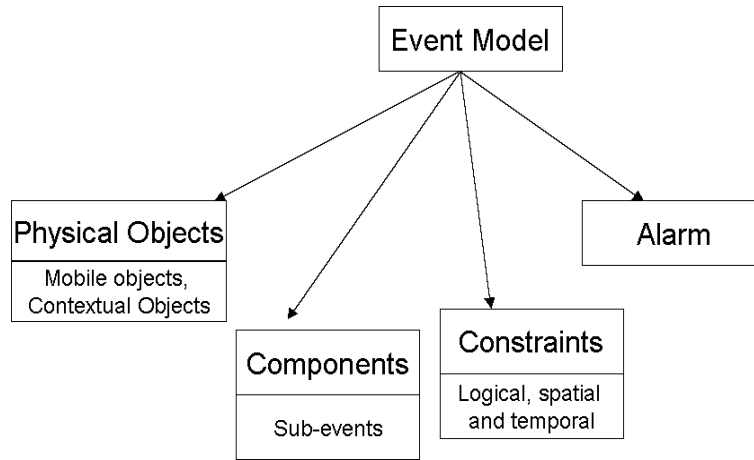 Event Model
Physical Objects
Mobile objects,
Contextual Objects
Components
Sub-events
Constraints
Logical, spatial
and temporal
Alarm